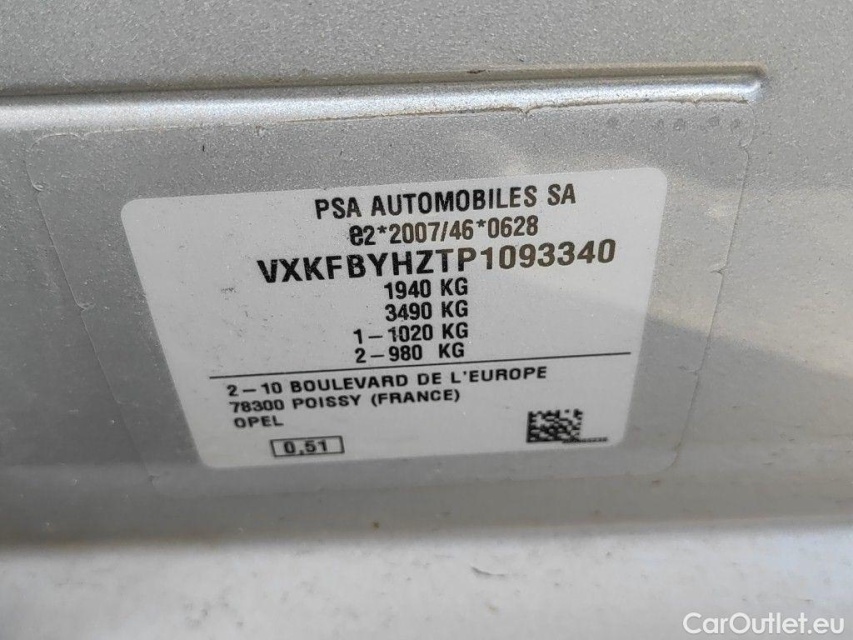 PSA AUTOMOBILES SA
e2*2007/46*0628
VXKFBYHZTP1093340
1940 KG
3490 KG
1-1020 KG
2-980 KG
2-10 BOULEVARD DE L'EUROPE
78300 POISSY (FRANCE)
OPEL
0,51
CarOutlet.eu